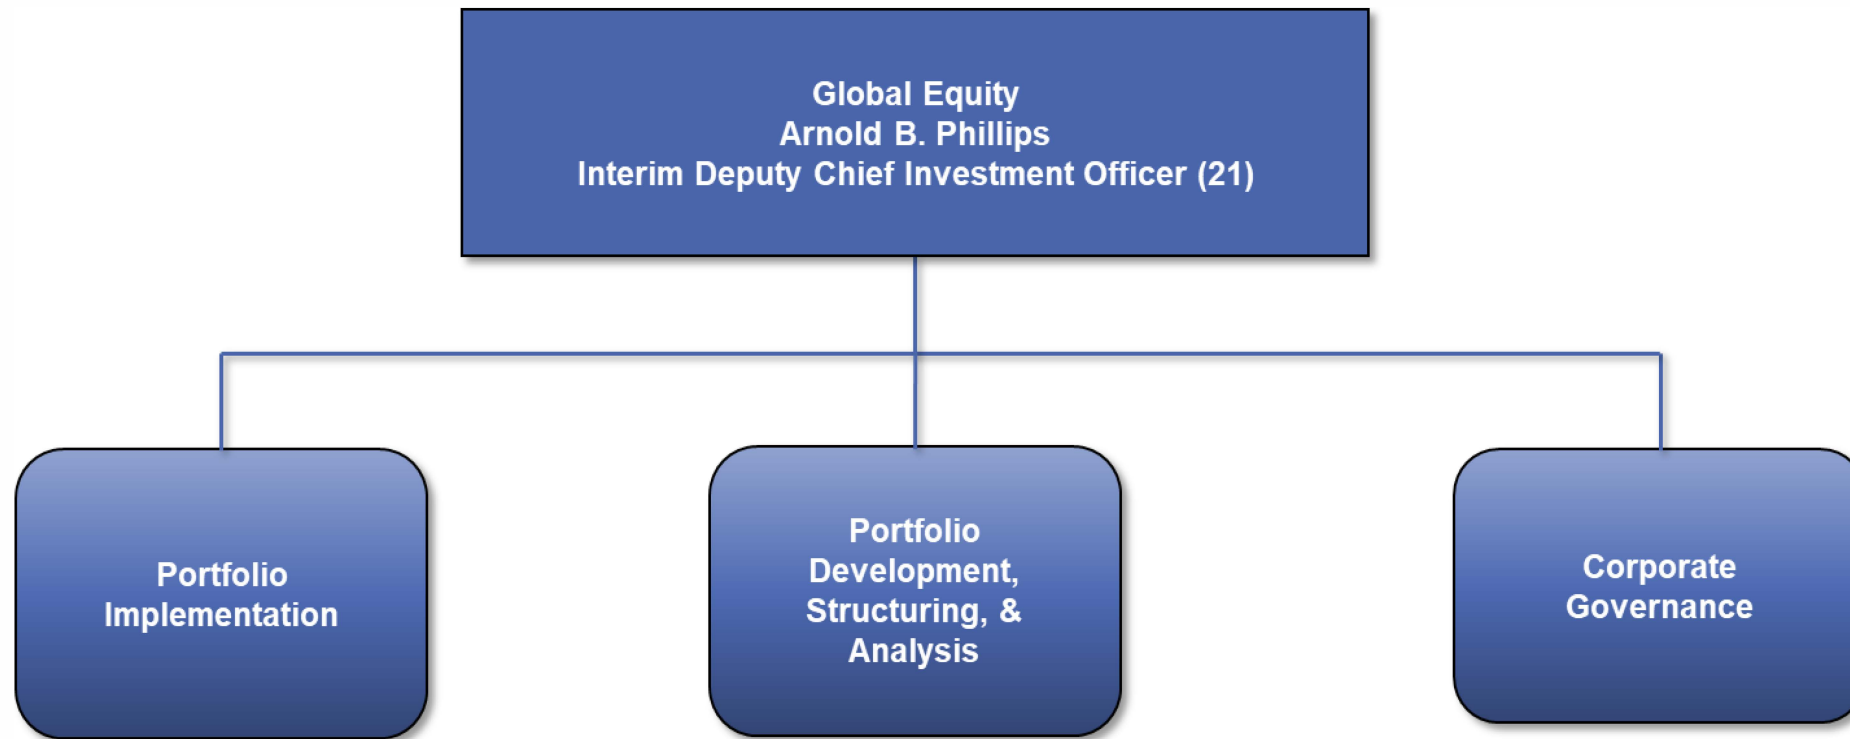 Global Equity
Arnold B. Phillips
Interim Deputy Chief Investment Officer (21)
Portfolio
Implementation
Portfolio
Development,
Structuring, &
Analysis
Corporate
Governance